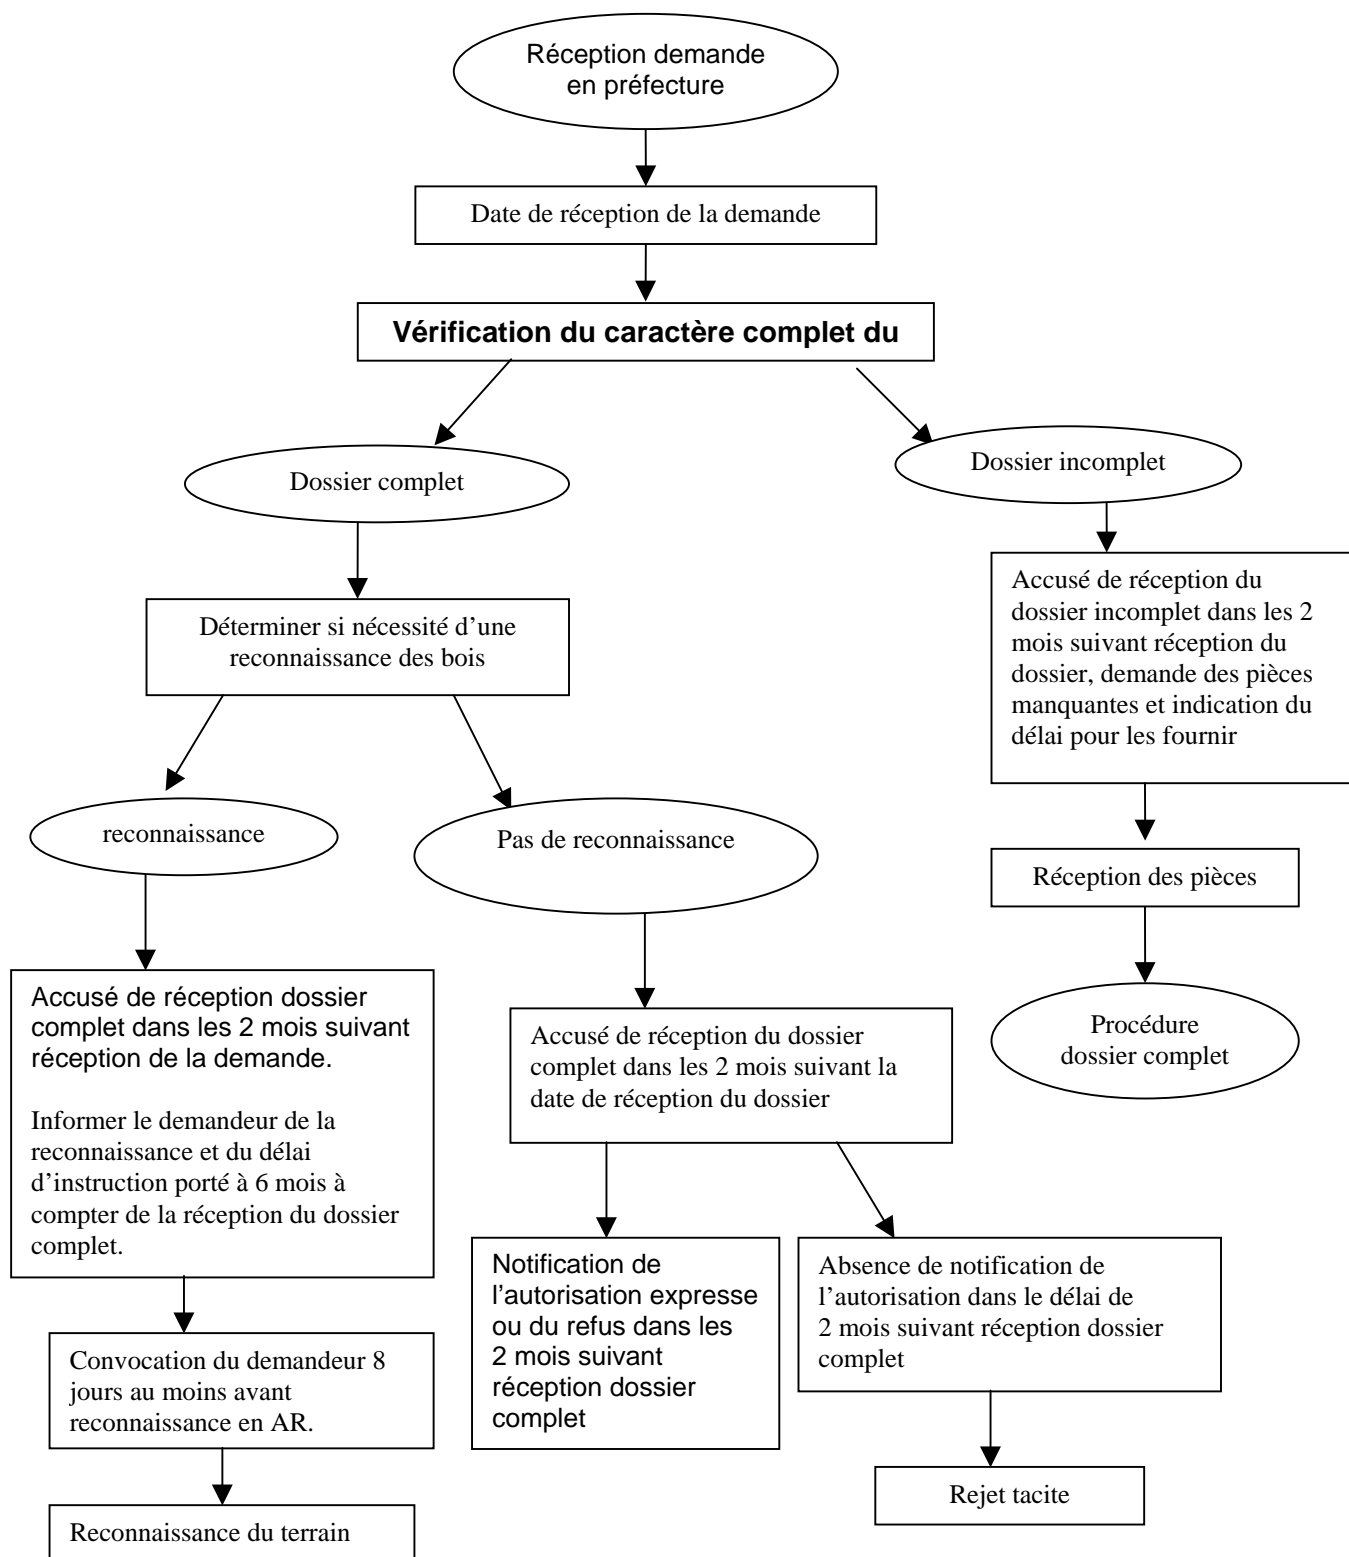 Réception demande
en préfecture
Date de réception de la demande
Vérification du caractère complet du
Dossier complet
Dossier incomplet
Déterminer si nécessité d’une
reconnaissance des bois
Accusé de réception du
dossier incomplet dans les 2
mois suivant réception du
dossier, demande des pièces
manquantes et indication du
délai pour les fournir
reconnaissance
Pas de reconnaissance
Réception des pièces
Accusé de réception dossier
complet dans les 2 mois suivant
réception de la demande.
Informer le demandeur de la
reconnaissance et du délai
d’instruction porté à 6 mois à
compter de la réception du dossier
complet.
Accusé de réception du dossier
complet dans les 2 mois suivant la
date de réception du dossier
Procédure
dossier complet
Notification de
l’autorisation expresse
ou du refus dans les
2 mois suivant
réception dossier
complet
Absence de notification de
l’autorisation dans le délai de
2 mois suivant réception dossier
complet
Convocation du demandeur 8
jours au moins avant
reconnaissance en AR.
Rejet tacite
Reconnaissance du terrain